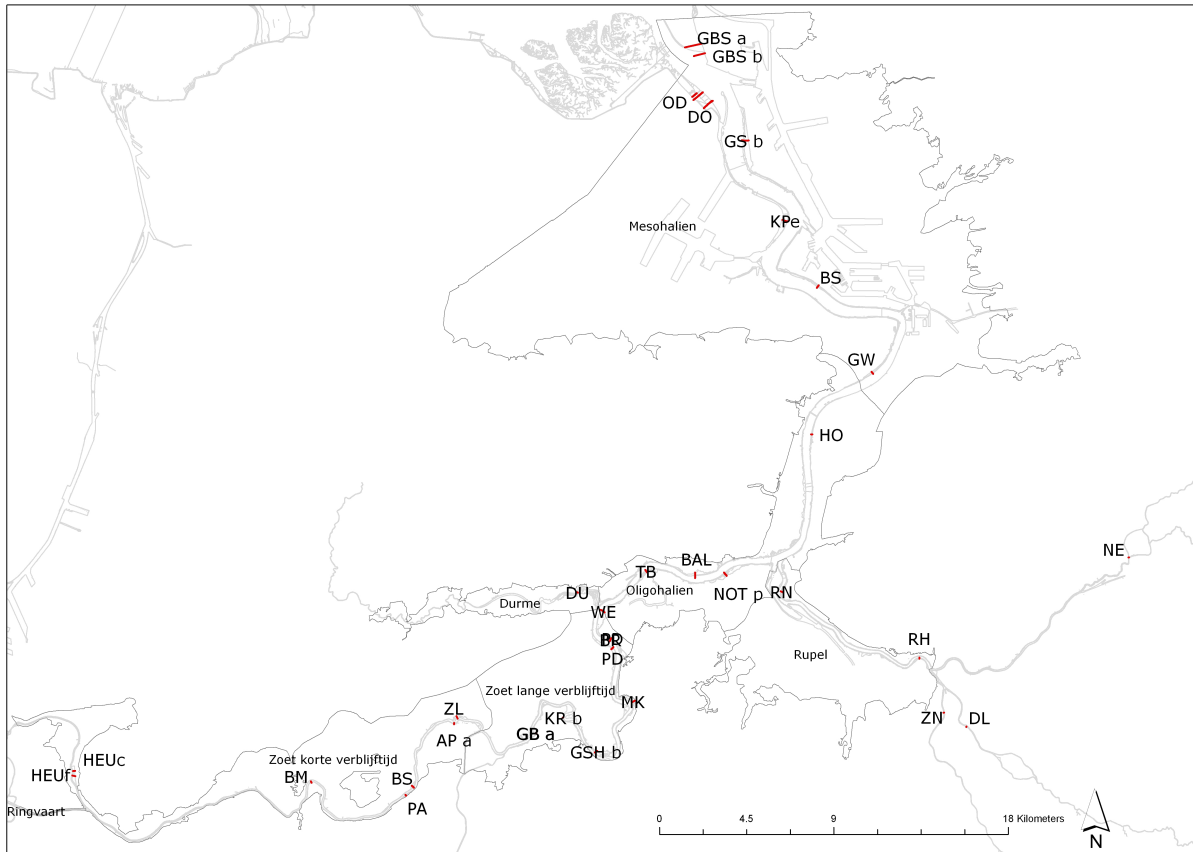 GBS a
GBS b
OD
DO
GS b
KPe
Mesohalien
BS
GW
HO
NE
BAL
TB
DU
Oligohalien
NOT p
RN
Durme
WE
BR
PD
RH
Rupel
Zoet lange verblijftijd
MK
ZL
KR b
ZN
DL
AP a
GB a
GSH b
Zoet korte verblijftijd
HEUc
HEUf
BM
BS
PA
Ringvaart
0
4.5
9
18 Kilometers
N